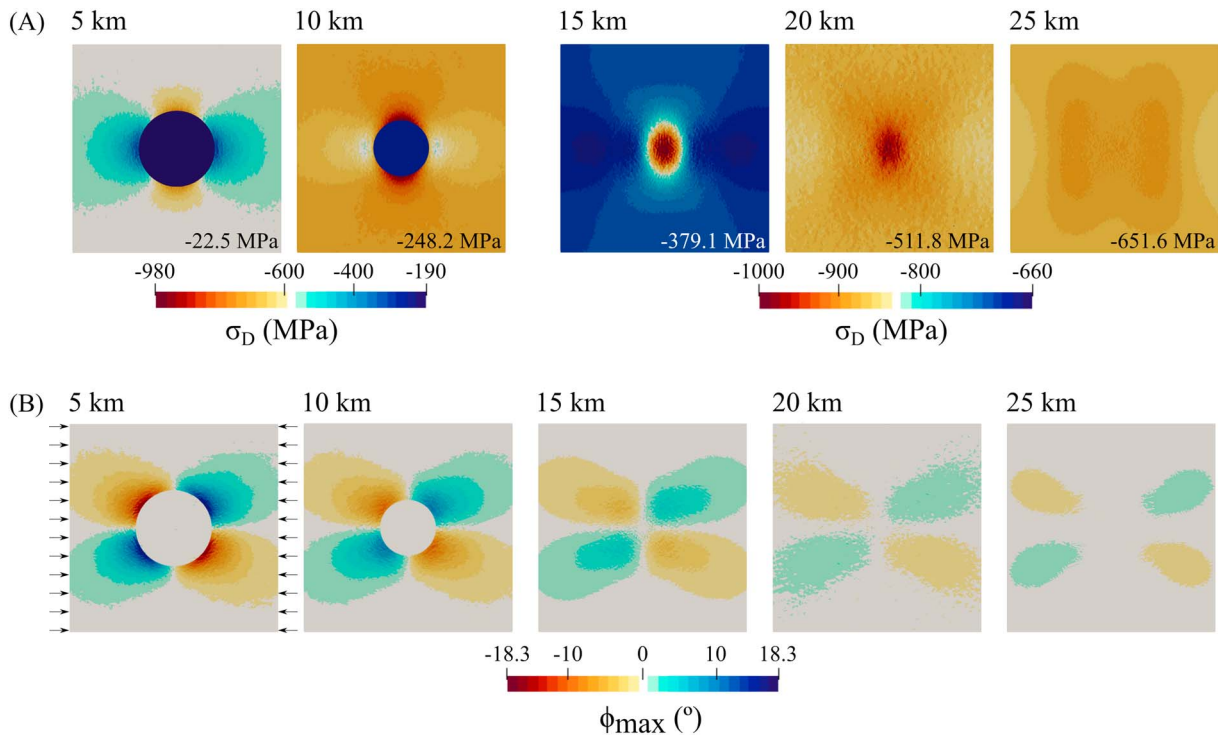 (A) 5 km 10 km 15 km 20 km 25 km
-22.5 MPa -248.2 MPa -379.1 MPa -511.8 MPa -651.6 MPa
-980 -600 -400 -190 -1000 -900 -800 -660
σD (MPa) σD (MPa)
(B) 5 km 10 km 15 km 20 km 25 km
-18.3 -10 0 10 18.3
ϕmax (º)